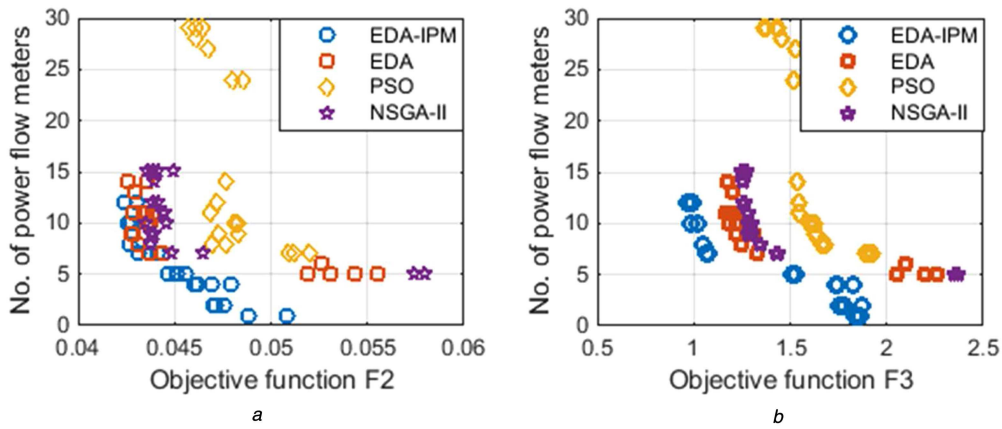 No. of power flow meters
30
25
20
15
10
5
0
0.04
0.045
0.05
0.055
0.06
Objective function F2
EDA-IPM
EDA
PSO
NSGA-II
a
No. of power flow meters
30
25
20
15
10
5
0
0.5
1
1.5
2
2.5
Objective function F3
EDA-IPM
EDA
PSO
NSGA-II
b